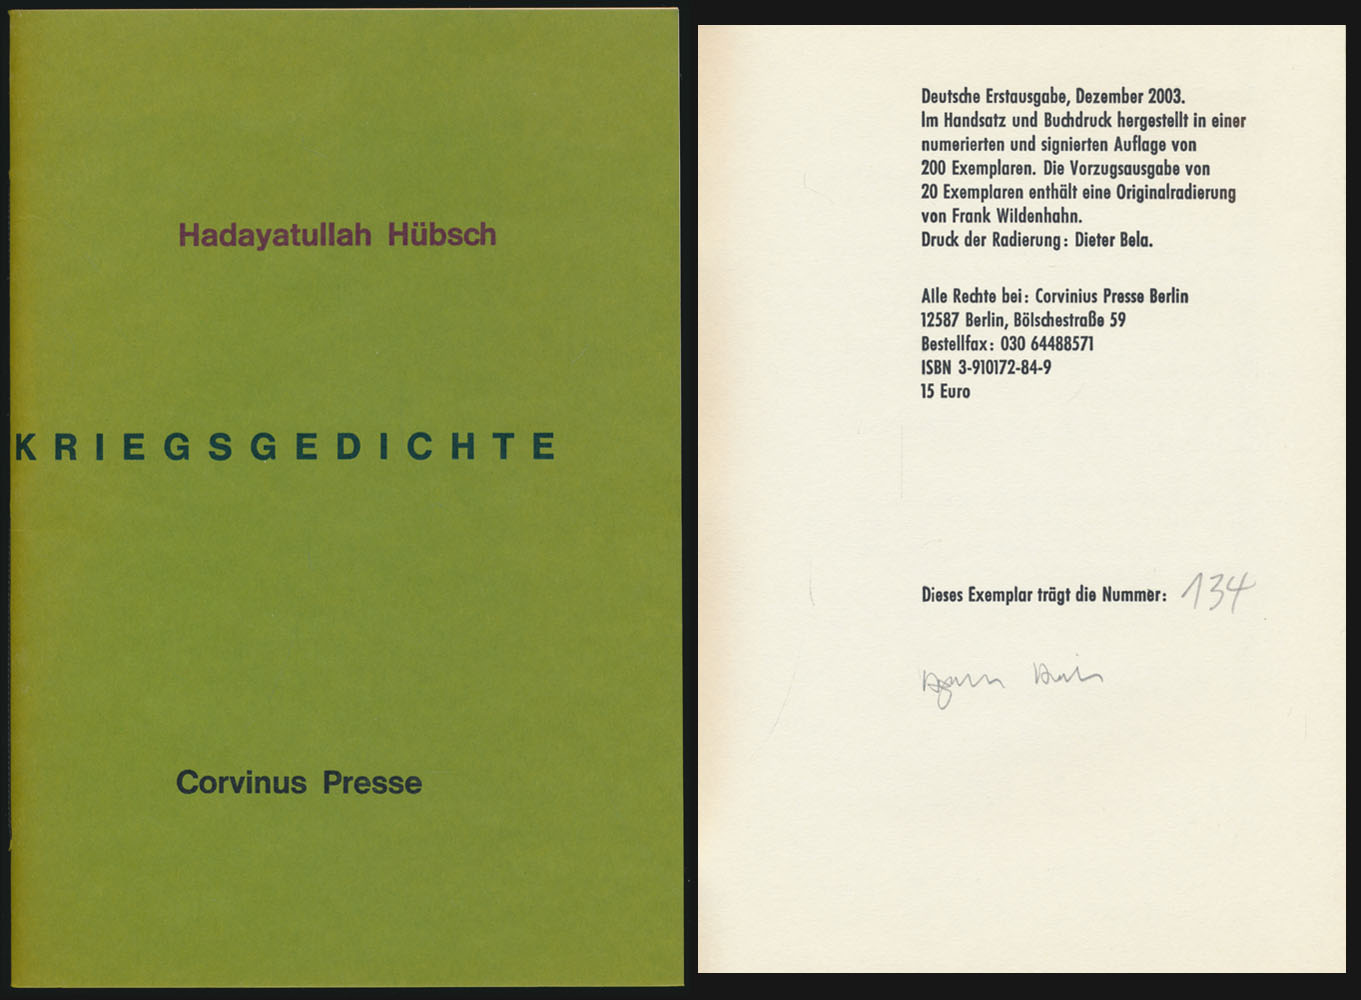 Hadayatullah Hübsch
KRIEGSGEDICHTE
Corvinus Presse
Deutsche Erstausgabe, Dezember 2003.
Im Handsatz und Buchdruck hergestellt in einer
numerierten und signierten Auflage von
200 Exemplaren. Die Vorzugsausgabe von
20 Exemplaren enthält eine Originalradierung
von Frank Wildenhahn.
Druck der Radierung: Dieter Bela.
Alle Rechte bei: Corvinius Presse Berlin
12587 Berlin, Bölschestraße 59
Bestellfax: 030 64488571
ISBN 3-910172-84-9
15 Euro
Dieses Exemplar trägt die Nummer: 134